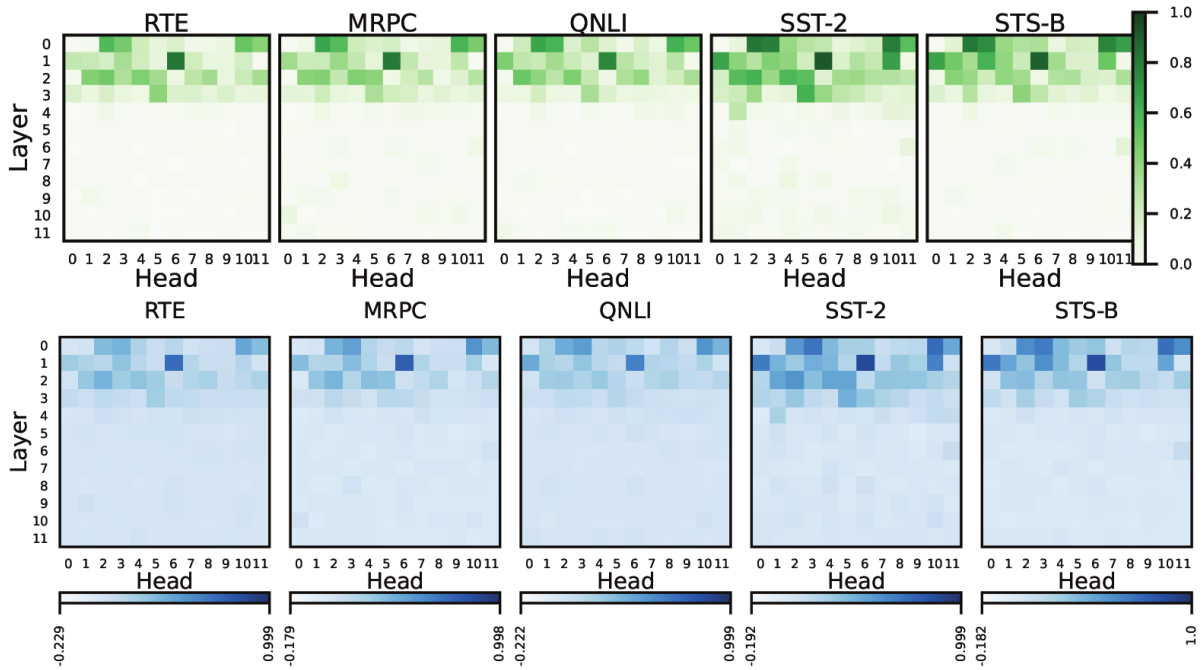 RTE MRPC QNLI SST-2 STS-B
Layer
0
1
2
3
4
5
6
7
8
9
10
11
0 1 2 3 4 5 6 7 8 9 10 11
0 1 2 3 4 5 6 7 8 9 10 11
0 1 2 3 4 5 6 7 8 9 10 11
0 1 2 3 4 5 6 7 8 9 10 11
0 1 2 3 4 5 6 7 8 9 10 11
Head Head Head Head Head
1.0
0.8
0.6
0.4
0.2
0.0
RTE MRPC QNLI SST-2 STS-B
Layer
0
1
2
3
4
5
6
7
8
9
10
11
0 1 2 3 4 5 6 7 8 9 10 11
0 1 2 3 4 5 6 7 8 9 10 11
0 1 2 3 4 5 6 7 8 9 10 11
0 1 2 3 4 5 6 7 8 9 10 11
0 1 2 3 4 5 6 7 8 9 10 11
Head Head Head Head Head
-0.229 0.999
-0.179 0.998
-0.222 0.999
-0.192 0.999
-0.182 1.0